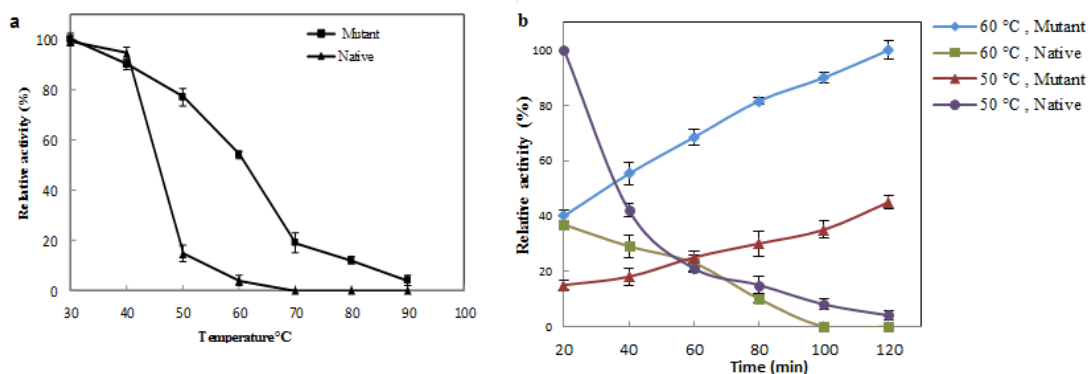 a
Relative activity (%)
100
80
60
40
20
0
30 40 50 60 70 80 90 100
Temperature°C
Mutant
Native
b
Relative activity (%)
100
80
60
40
20
0
20 40 60 80 100 120
Time (min)
60 °C , Mutant
60 °C , Native
50 °C , Mutant
50 °C , Native